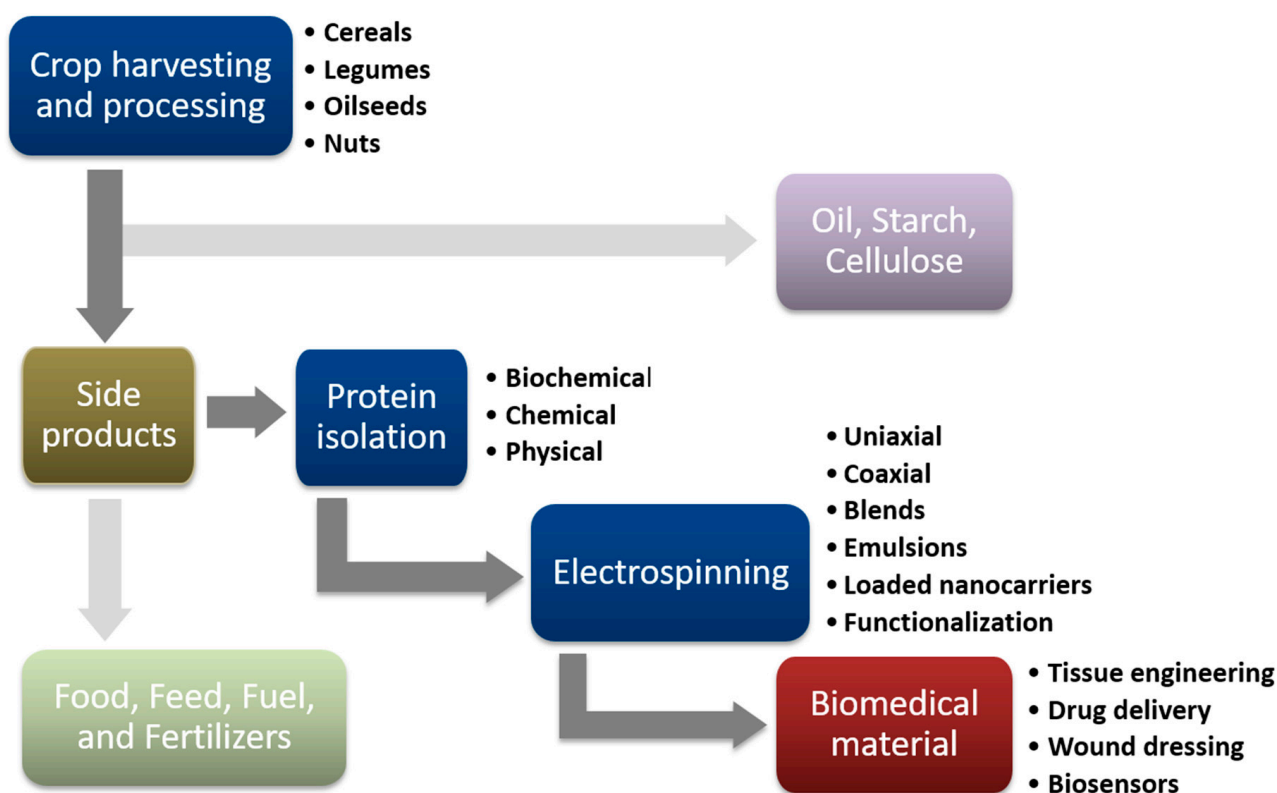 Crop harvesting
and processing
• Cereals
• Legumes
• Oilseeds
• Nuts
Oil, Starch,
Cellulose
Side
products
Protein
isolation
• Biochemical
• Chemical
• Physical
Electrospinning
• Uniaxial
• Coaxial
• Blends
• Emulsions
• Loaded nanocarriers
• Functionalization
Food, Feed, Fuel,
and Fertilizers
Biomedical
material
• Tissue engineering
• Drug delivery
• Wound dressing
• Biosensors